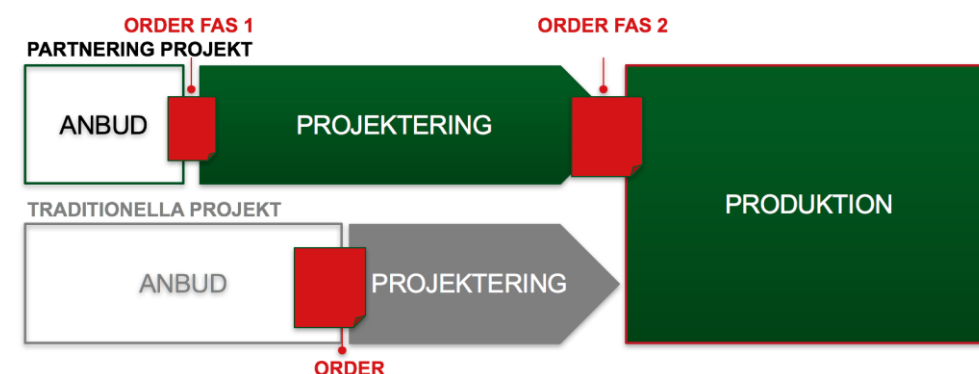 ORDER FAS 1
ORDER FAS 2
PARTNERING PROJEKT
ANBUD
PROJEKTERING
PRODUKTION
TRADITIONELLA PROJEKT
ANBUD
PROJEKTERING
ORDER